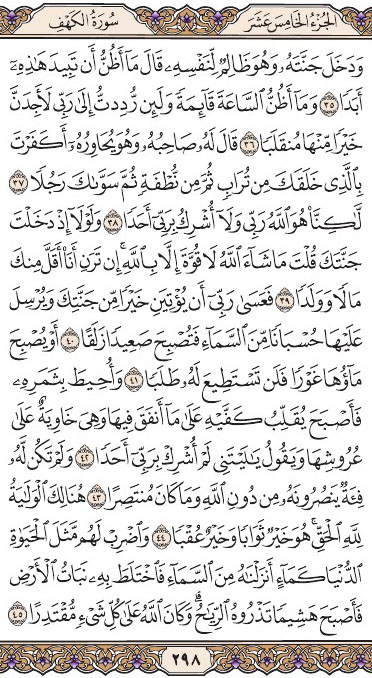 الجزء الخامس عشر سورة الكهف
وَدَخَلَ جَنَّتَهُۥ وَهُوَ ظَالِمٌ لِّنَفْسِهِۦ قَالَ مَآ أَظُنُّ أَن تَبِيدَ هَٰذِهِۦٓ
أَبَدًا ٣٥ وَمَآ أَظُنُّ ٱلسَّاعَةَ قَآئِمَةً وَلَئِن رُّدِدتُّ إِلَىٰ رَبِّى لَأَجِدَنَّ
خَيْرًا مِّنْهَا مُنقَلَبًا ٣٦ قَالَ لَهُۥ صَاحِبُهُۥ وَهُوَ يُحَاوِرُهُۥٓ أَكَفَرْتَ
بِٱلَّذِى خَلَقَكَ مِن تُرَابٍ ثُمَّ مِن نُّطْفَةٍ ثُمَّ سَوَّىٰكَ رَجُلًا ٣٧
لَّٰكِنَّا۠ هُوَ ٱللَّهُ رَبِّى وَلَآ أُشْرِكُ بِرَبِّىٓ أَحَدًا ٣٨ وَلَوْلَآ إِذْ دَخَلْتَ
جَنَّتَكَ قُلْتَ مَا شَآءَ ٱللَّهُ لَا قُوَّةَ إِلَّا بِٱللَّهِ ۚ إِن تَرَنِ أَنَا۠ أَقَلَّ مِنكَ
مَالًا وَوَلَدًا ٣٩ فَعَسَىٰ رَبِّىٓ أَن يُؤْتِيَنِ خَيْرًا مِّن جَنَّتِكَ وَيُرْسِلَ
عَلَيْهَا حُسْبَانًا مِّنَ ٱلسَّمَآءِ فَتُصْبِحَ صَعِيدًا زَلَقًا ٤٠ أَوْ يُصْبِحَ
مَآؤُهَا غَوْرًا فَلَن تَسْتَطِيعَ لَهُۥ طَلَبًا ٤١ وَأُحِيطَ بِثَمَرِهِۦ
فَأَصْبَحَ يُقَلِّبُ كَفَّيْهِ عَلَىٰ مَآ أَنفَقَ فِيهَا وَهِىَ خَاوِيَةٌ عَلَىٰ
عُرُوشِهَا وَيَقُولُ يَٰلَيْتَنِى لَمْ أُشْرِكْ بِرَبِّىٓ أَحَدًا ٤٢ وَلَمْ تَكُن لَّهُۥ
فِئَةٌ يَنصُرُونَهُۥ مِن دُونِ ٱللَّهِ وَمَا كَانَ مُنتَصِرًا ٤٣ هُنَالِكَ ٱلْوَلَٰيَةُ
لِلَّهِ ٱلْحَقِّ ۚ هُوَ خَيْرٌ ثَوَابًا وَخَيْرٌ عُقْبًا ٤٤ وَٱضْرِبْ لَهُم مَّثَلَ ٱلْحَيَوٰةِ
ٱلدُّنْيَا كَمَآءٍ أَنزَلْنَٰهُ مِنَ ٱلسَّمَآءِ فَٱخْتَلَطَ بِهِۦ نَبَاتُ ٱلْأَرْضِ
فَأَصْبَحَ هَشِيمًا تَذْرُوهُ ٱلرِّيَٰحُ ۗ وَكَانَ ٱللَّهُ عَلَىٰ كُلِّ شَىْءٍ مُّقْتَدِرًا ٤٥
٢٩٨